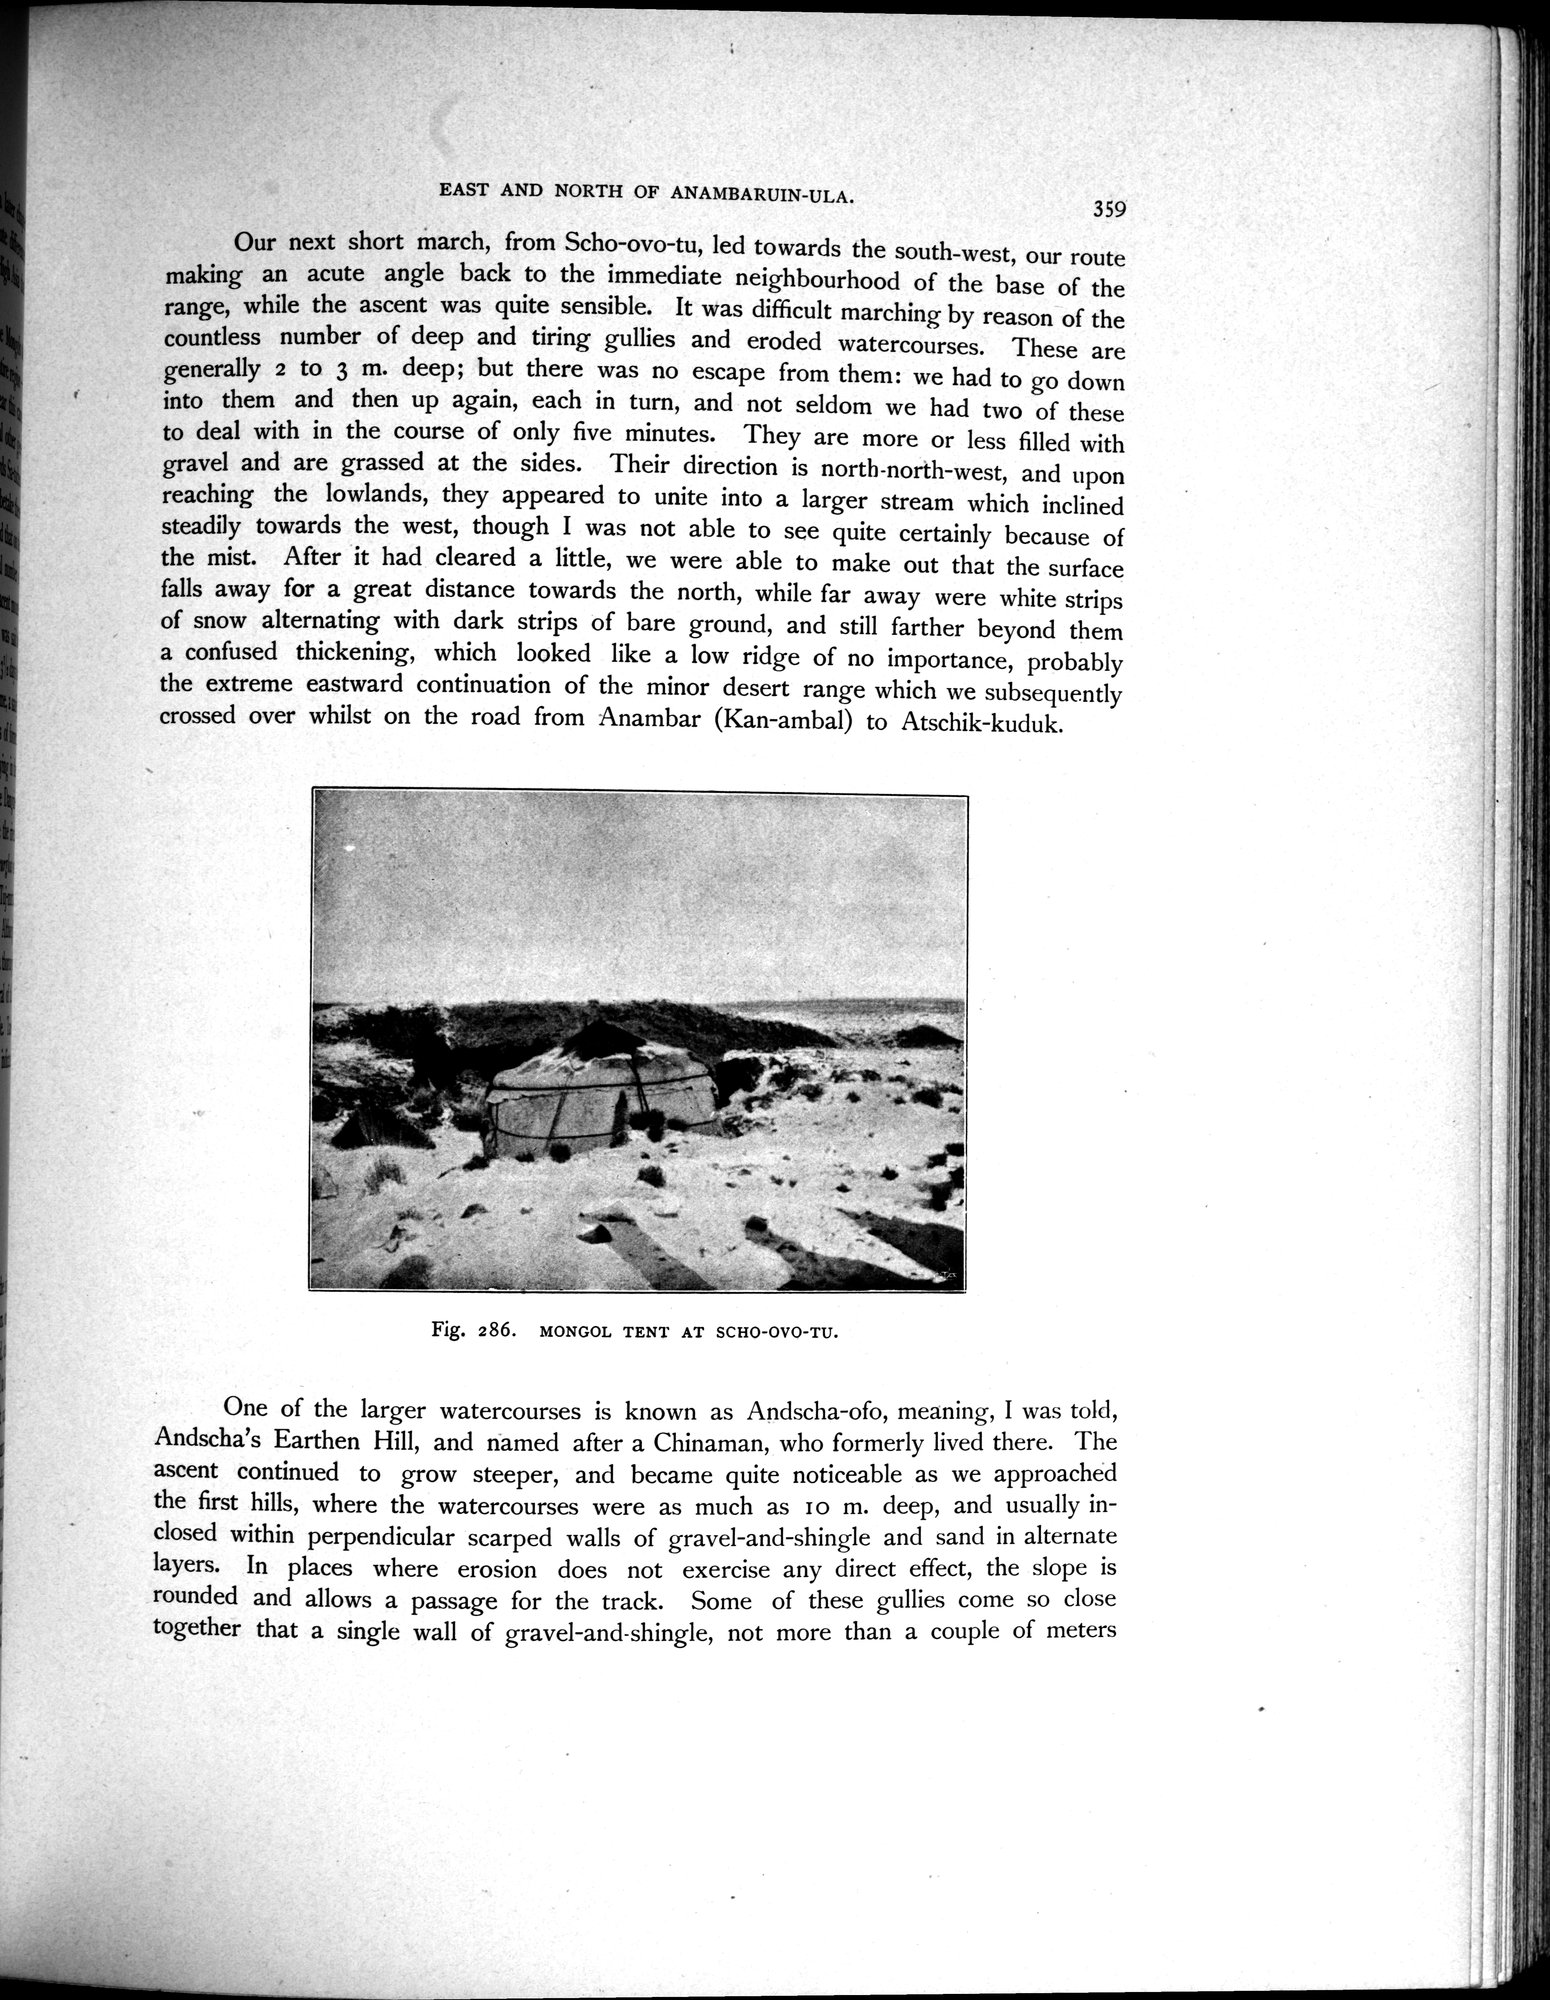 EAST AND NORTH OF ANAMBARUIN-ULA.
359
Our next short march, from Scho-ovo-tu, led towards the south-west, our route
making an acute angle back to the immediate neighbourhood of the base of the
range, while the ascent was quite sensible. It was difficult marching by reason of the
countless number of deep and tiring gullies and eroded watercourses. These are
generally 2 to 3 m. deep; but there was no escape from them: we had to go down
into them and then up again, each in turn, and not seldom we had two of these
to deal with in the course of only five minutes. They are more or less filled with
gravel and are grassed at the sides. Their direction is north-north-west, and upon
reaching the lowlands, they appeared to unite into a larger stream which inclined
steadily towards the west, though I was not able to see quite certainly because of
the mist. After it had cleared a little, we were able to make out that the surface
falls away for a great distance towards the north, while far away were white strips
of snow alternating with dark strips of bare ground, and still farther beyond them
a confused thickening, which looked like a low ridge of no importance, probably
the extreme eastward continuation of the minor desert range which we subsequently
crossed over whilst on the road from Anambar (Kan-ambal) to Atschik-kuduk.
Fig. 286. MONGOL TENT AT SCHO-OVO-TU.
One of the larger watercourses is known as Andscha-ofo, meaning, I was told,
Andscha's Earthen Hill, and named after a Chinaman, who formerly lived there. The
ascent continued to grow steeper, and became quite noticeable as we approached
the first hills, where the watercourses were as much as 10 m. deep, and usually in-
closed within perpendicular scarped walls of gravel-and-shingle and sand in alternate
layers. In places where erosion does not exercise any direct effect, the slope is
rounded and allows a passage for the track. Some of these gullies come so close
together that a single wall of gravel-and-shingle, not more than a couple of meters